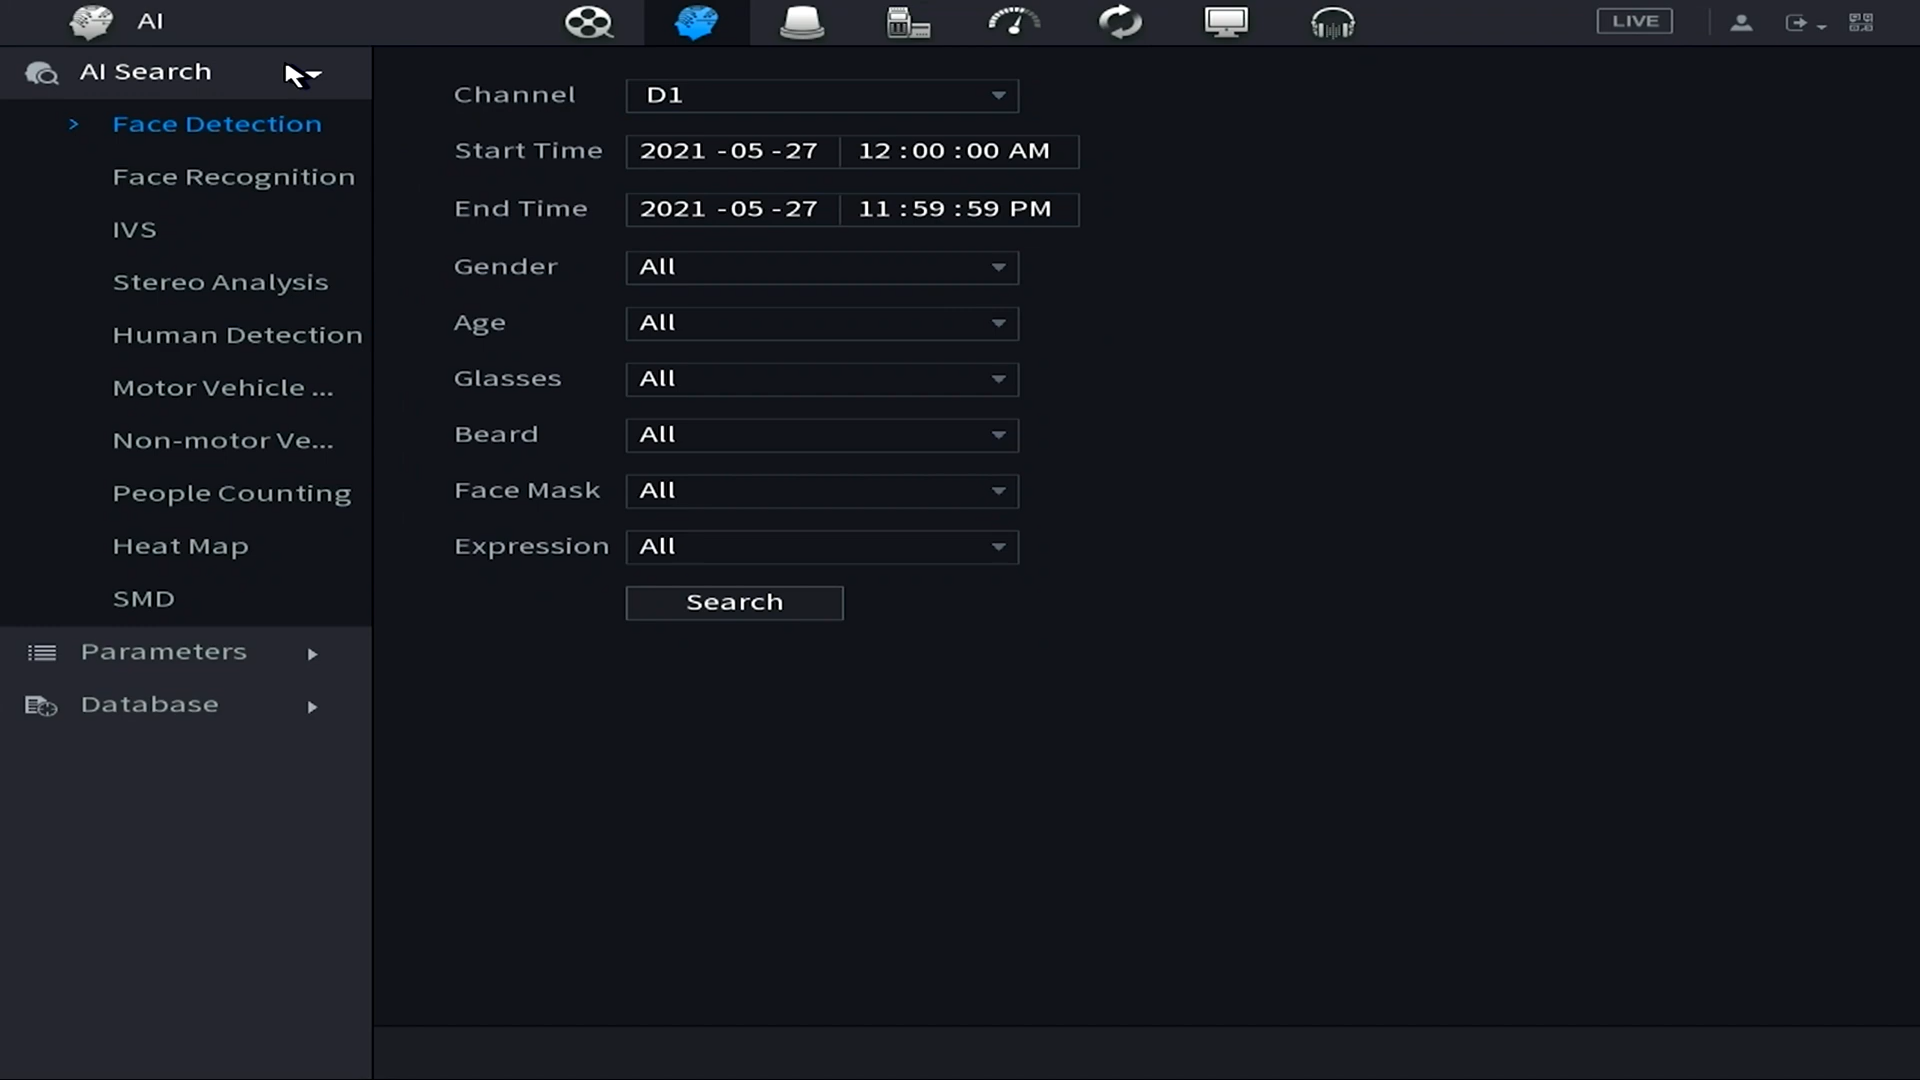 AI
LIVE
AI Search
> Face Detection
Face Recognition
IVS
Stereo Analysis
Human Detection
Motor Vehicle ...
Non-motor Ve...
People Counting
Heat Map
SMD
Parameters
Database
Channel D1
Start Time 2021 -05 -27 12 :00 :00 AM
End Time 2021 -05 -27 11 :59 :59 PM
Gender All
Age All
Glasses All
Beard All
Face Mask All
Expression All
Search